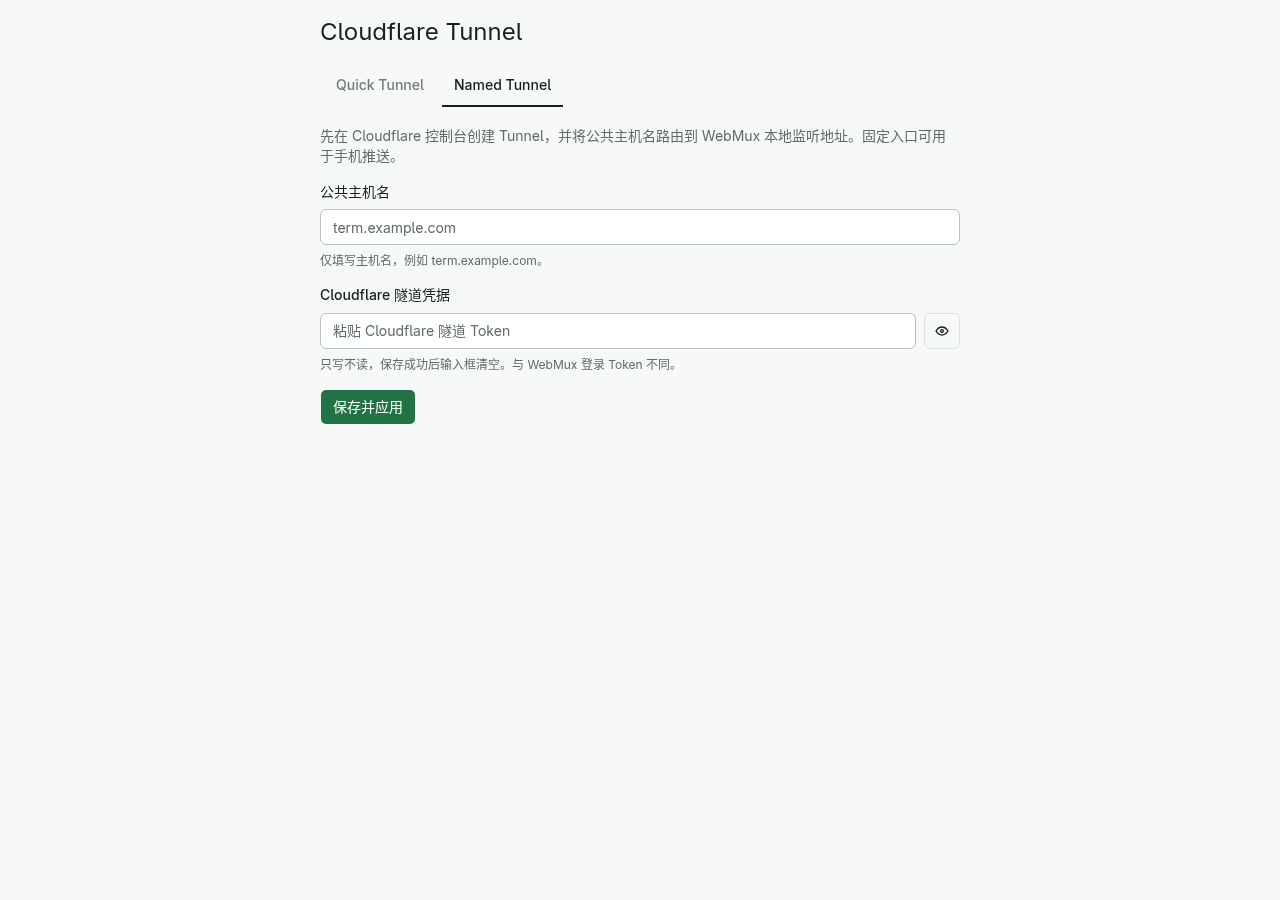 Cloudflare Tunnel
Quick Tunnel
Named Tunnel
先在 Cloudflare 控制台创建 Tunnel，并将公共主机名路由到 WebMux 本地监听地址。固定入口可用
于手机推送。
公共主机名
term.example.com
仅填写主机名，例如 term.example.com。
Cloudflare 隧道凭据
粘贴 Cloudflare 隧道 Token
只写不读，保存成功后输入框清空。与 WebMux 登录 Token 不同。
保存并应用